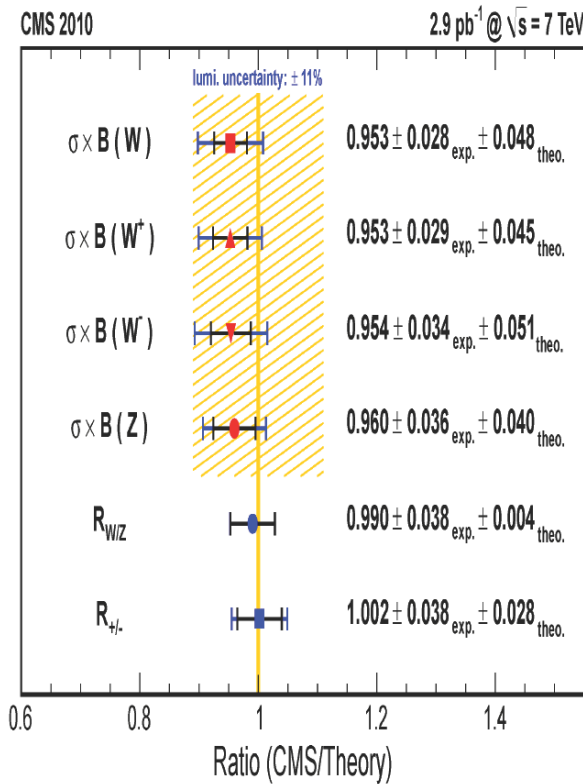 CMS 2010 2.9 pb⁻¹ @ √s = 7 TeV
lumi. uncertainty: ± 11%
σ × B ( W ) 0.953 ± 0.028 exp. ± 0.048 theo.
σ × B ( W⁺ ) 0.953 ± 0.029 exp. ± 0.045 theo.
σ × B ( W⁻ ) 0.954 ± 0.034 exp. ± 0.051 theo.
σ × B ( Z ) 0.960 ± 0.036 exp. ± 0.040 theo.
R W/Z 0.990 ± 0.038 exp. ± 0.004 theo.
R +/- 1.002 ± 0.038 exp. ± 0.028 theo.
0.6 0.8 1 1.2 1.4
Ratio (CMS/Theory)